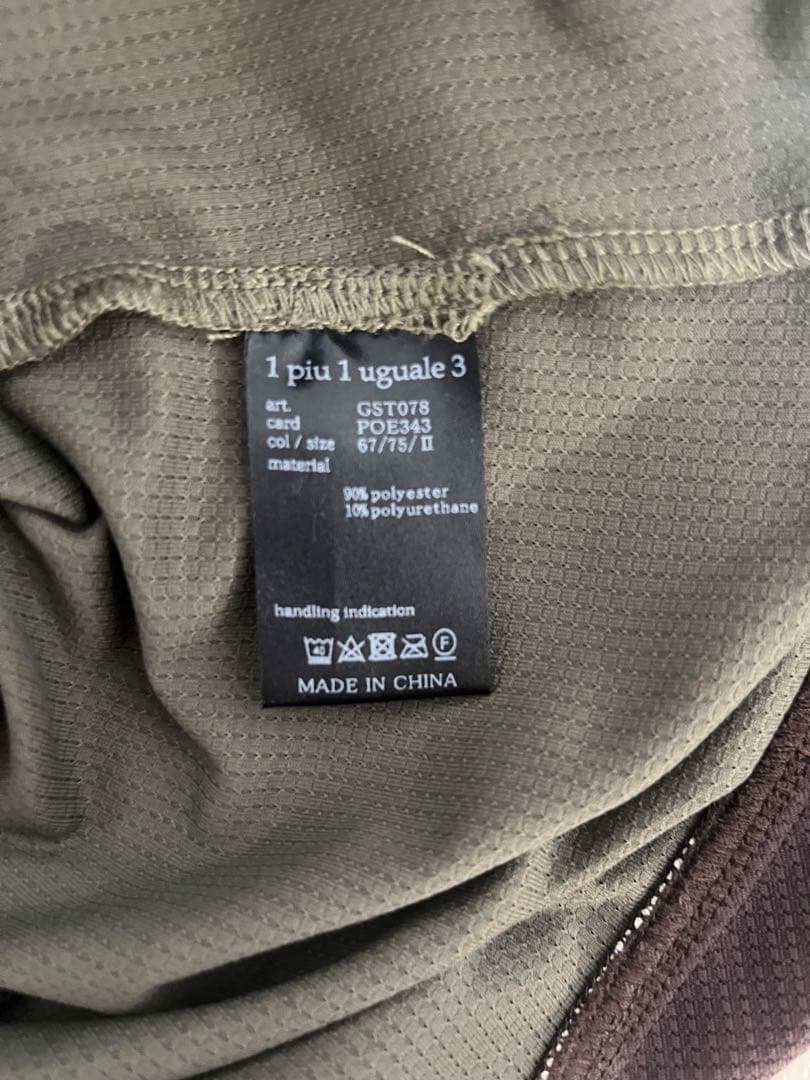 1 piu 1 uguale 3
art. GST078
card POE343
col / size 67/75/Ⅱ
material
90% polyester
10% polyurethane
handling indication
40 F
MADE IN CHINA